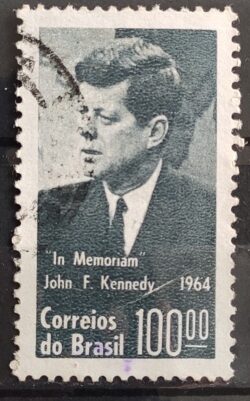 "In Memoriam"
John F. Kennedy 1964
Correios
do Brasil 100.00